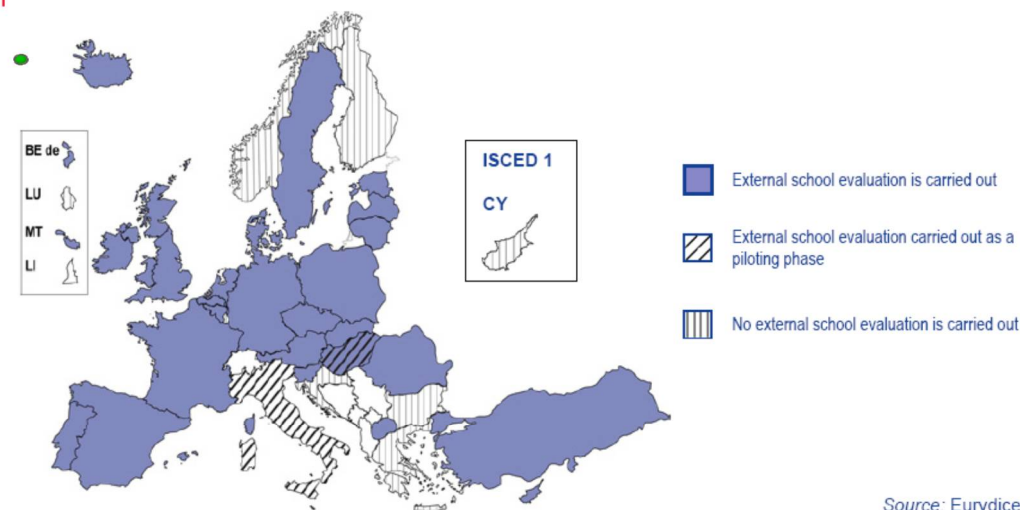 BE de
LU
MT
LI
ISCED 1
CY
External school evaluation is carried out
External school evaluation carried out as a
piloting phase
No external school evaluation is carried out
Source: Eurydice